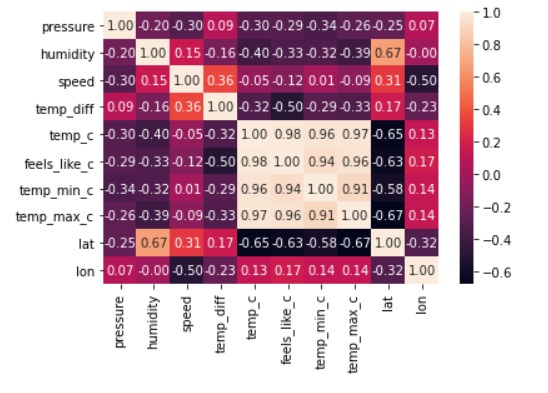 pressure 1.00 -0.20 -0.30 0.09 -0.30 -0.29 -0.34 -0.26 -0.25 0.07
humidity -0.20 1.00 0.15 -0.16 -0.40 -0.33 -0.32 -0.39 0.67 -0.00
speed -0.30 0.15 1.00 0.36 -0.05 -0.12 0.01 -0.09 0.31 -0.50
temp_diff 0.09 -0.16 0.36 1.00 -0.32 -0.50 -0.29 -0.33 0.17 -0.23
temp_c -0.30 -0.40 -0.05 -0.32 1.00 0.98 0.96 0.97 -0.65 0.13
feels_like_c -0.29 -0.33 -0.12 -0.50 0.98 1.00 0.94 0.96 -0.63 0.17
temp_min_c -0.34 -0.32 0.01 -0.29 0.96 0.94 1.00 0.91 -0.58 0.14
temp_max_c -0.26 -0.39 -0.09 -0.33 0.97 0.96 0.91 1.00 -0.67 0.14
lat -0.25 0.67 0.31 0.17 -0.65 -0.63 -0.58 -0.67 1.00 -0.32
lon 0.07 -0.00 -0.50 -0.23 0.13 0.17 0.14 0.14 -0.32 1.00
pressure
humidity
speed
temp_diff
temp_c
feels_like_c
temp_min_c
temp_max_c
lat
lon
1.0
0.8
0.6
0.4
0.2
0.0
−0.2
−0.4
−0.6